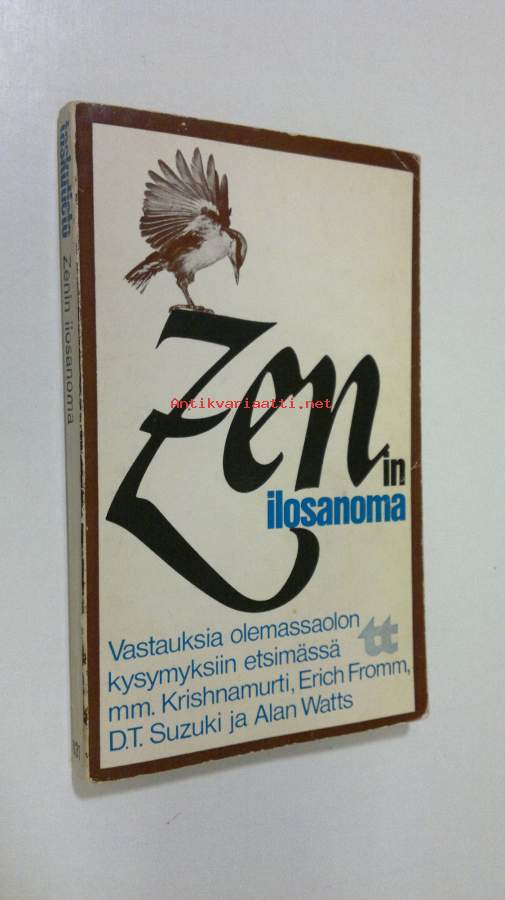 Zenin ilosanoma
Zen
in
Antikvariaatti.net
ilosanoma
Vastauksia olemassaolon
kysymyksiin etsimässä
tt
mm. Krishnamurti, Erich Fromm,
D.T. Suzuki ja Alan Watts